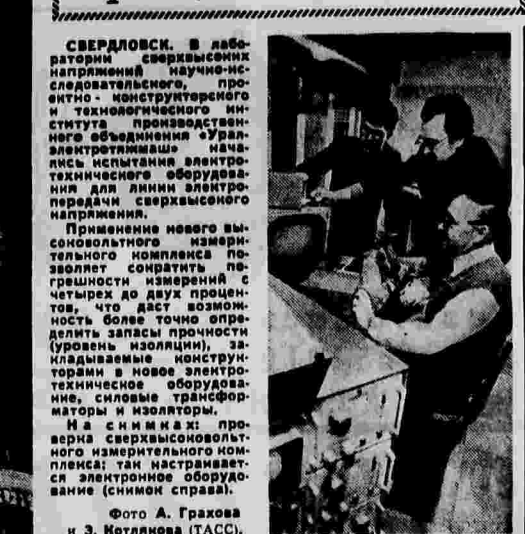 СВЕРДЛОВСК. В лабо-
ратории сверхвысоких
напряжений научно-ис-
следовательского, про-
ектно-конструкторского
и технологического ин-
ститута производствен-
ного объединения «Урал-
электротяжмаш» нача-
лись испытания электро-
технического оборудова-
ния для линии электро-
передачи сверхвысокого
напряжения.
Применение нового вы-
соковольтного измери-
тельного комплекса по-
зволяет сократить по-
грешности измерений с
четырех до двух процен-
тов, что даст возмож-
ность более точно опре-
делить запасы прочности
(уровень изоляции), за-
кладываемые конструк-
торами в новое электро-
техническое оборудова-
ние, силовые трансфор-
маторы и изоляторы.
На снимках: про-
верка сверхвысоковольт-
ного измерительного ком-
плекса; так настраивает-
ся электронное оборудо-
вание (снимок справа).
Фото А. Грахова
и З. Котлякова (ТАСС).